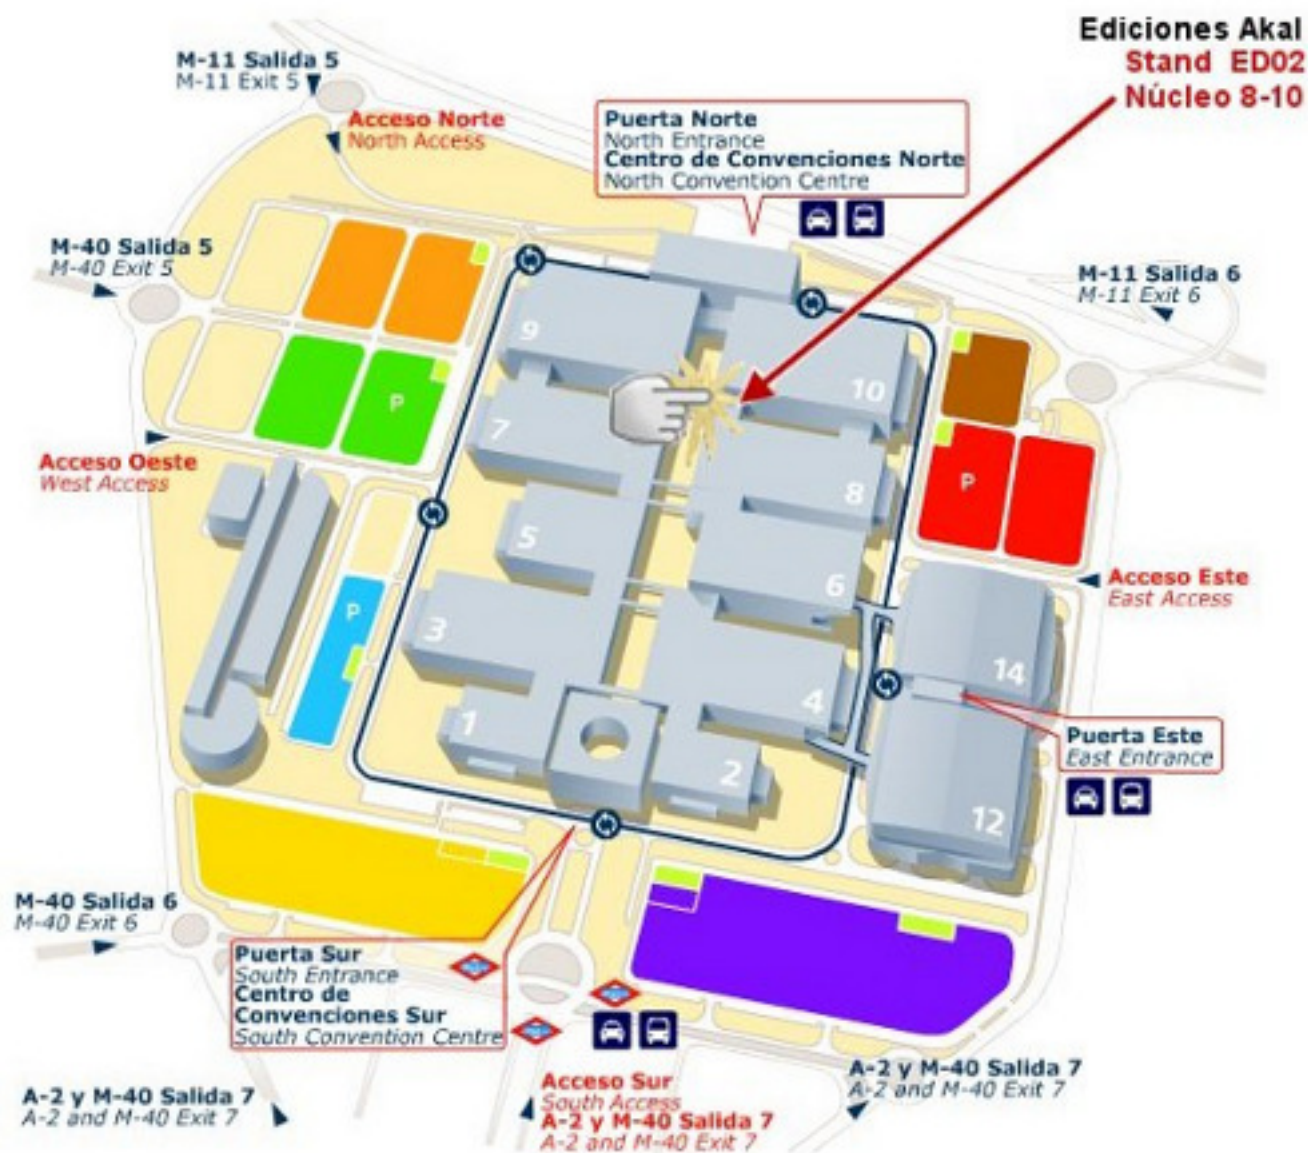 Ediciones Akal
Stand ED02
Núcleo 8-10
M-11 Salida 5
M-11 Exit 5
Acceso Norte
North Access
Puerta Norte
North Entrance
Centro de Convenciones Norte
North Convention Centre
M-40 Salida 5
M-40 Exit 5
M-11 Salida 6
M-11 Exit 6
9
10
P
7
Acceso Oeste
West Access
8
P
5
6
Acceso Este
East Access
P
3
14
4
1
2
Puerta Este
East Entrance
12
M-40 Salida 6
M-40 Exit 6
Puerta Sur
South Entrance
Centro de
Convenciones Sur
South Convention Centre
A-2 y M-40 Salida 7
A-2 and M-40 Exit 7
Acceso Sur
South Access
A-2 y M-40 Salida 7
A-2 and M-40 Exit 7
A-2 y M-40 Salida 7
A-2 and M-40 Exit 7